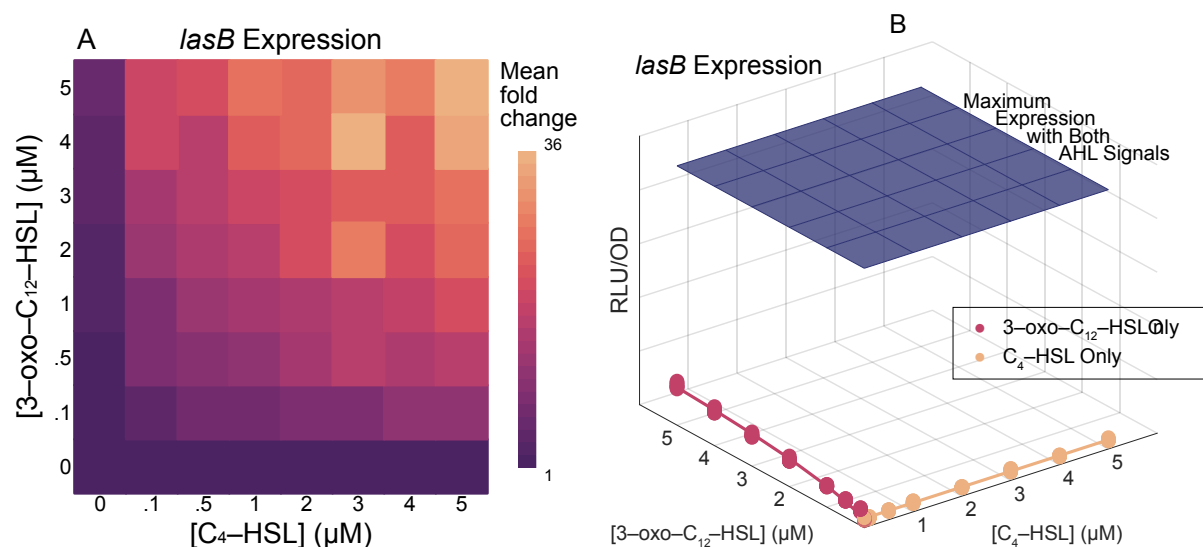 A
lasB Expression
Mean
fold
change
36
1
[3–oxo–C₁₂–HSL] (µM)
5
4
3
2
1
.5
.1
0
0 .1 .5 1 2 3 4 5
[C₄–HSL] (µM)
B
lasB Expression
Maximum
Expression
with Both
AHL Signals
RLU/OD
3–oxo–C₁₂–HSL Only
C₄–HSL Only
5
4
3
2
1
2
3
4
5
[3–oxo–C₁₂–HSL] (µM)
[C₄–HSL] (µM)